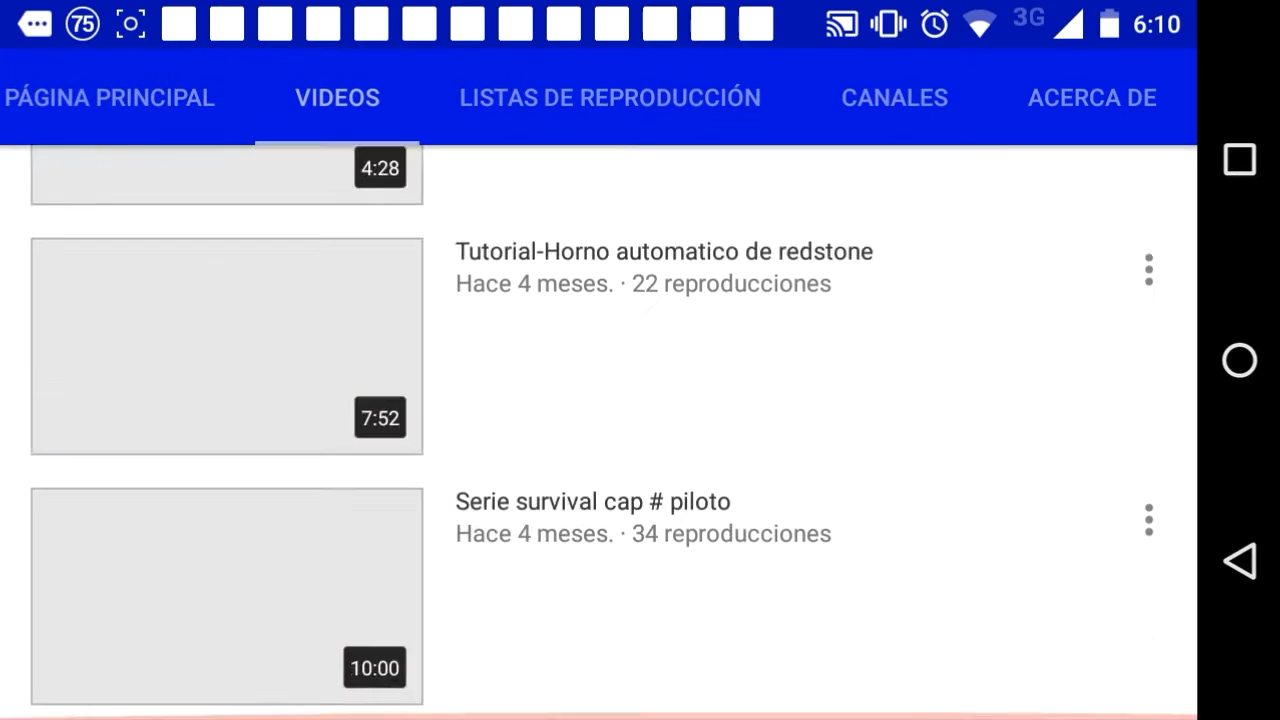 75 3G 6:10
PÁGINA PRINCIPAL VIDEOS LISTAS DE REPRODUCCIÓN CANALES ACERCA DE
4:28
Tutorial-Horno automatico de redstone
Hace 4 meses. · 22 reproducciones
7:52
Serie survival cap # piloto
Hace 4 meses. · 34 reproducciones
10:00